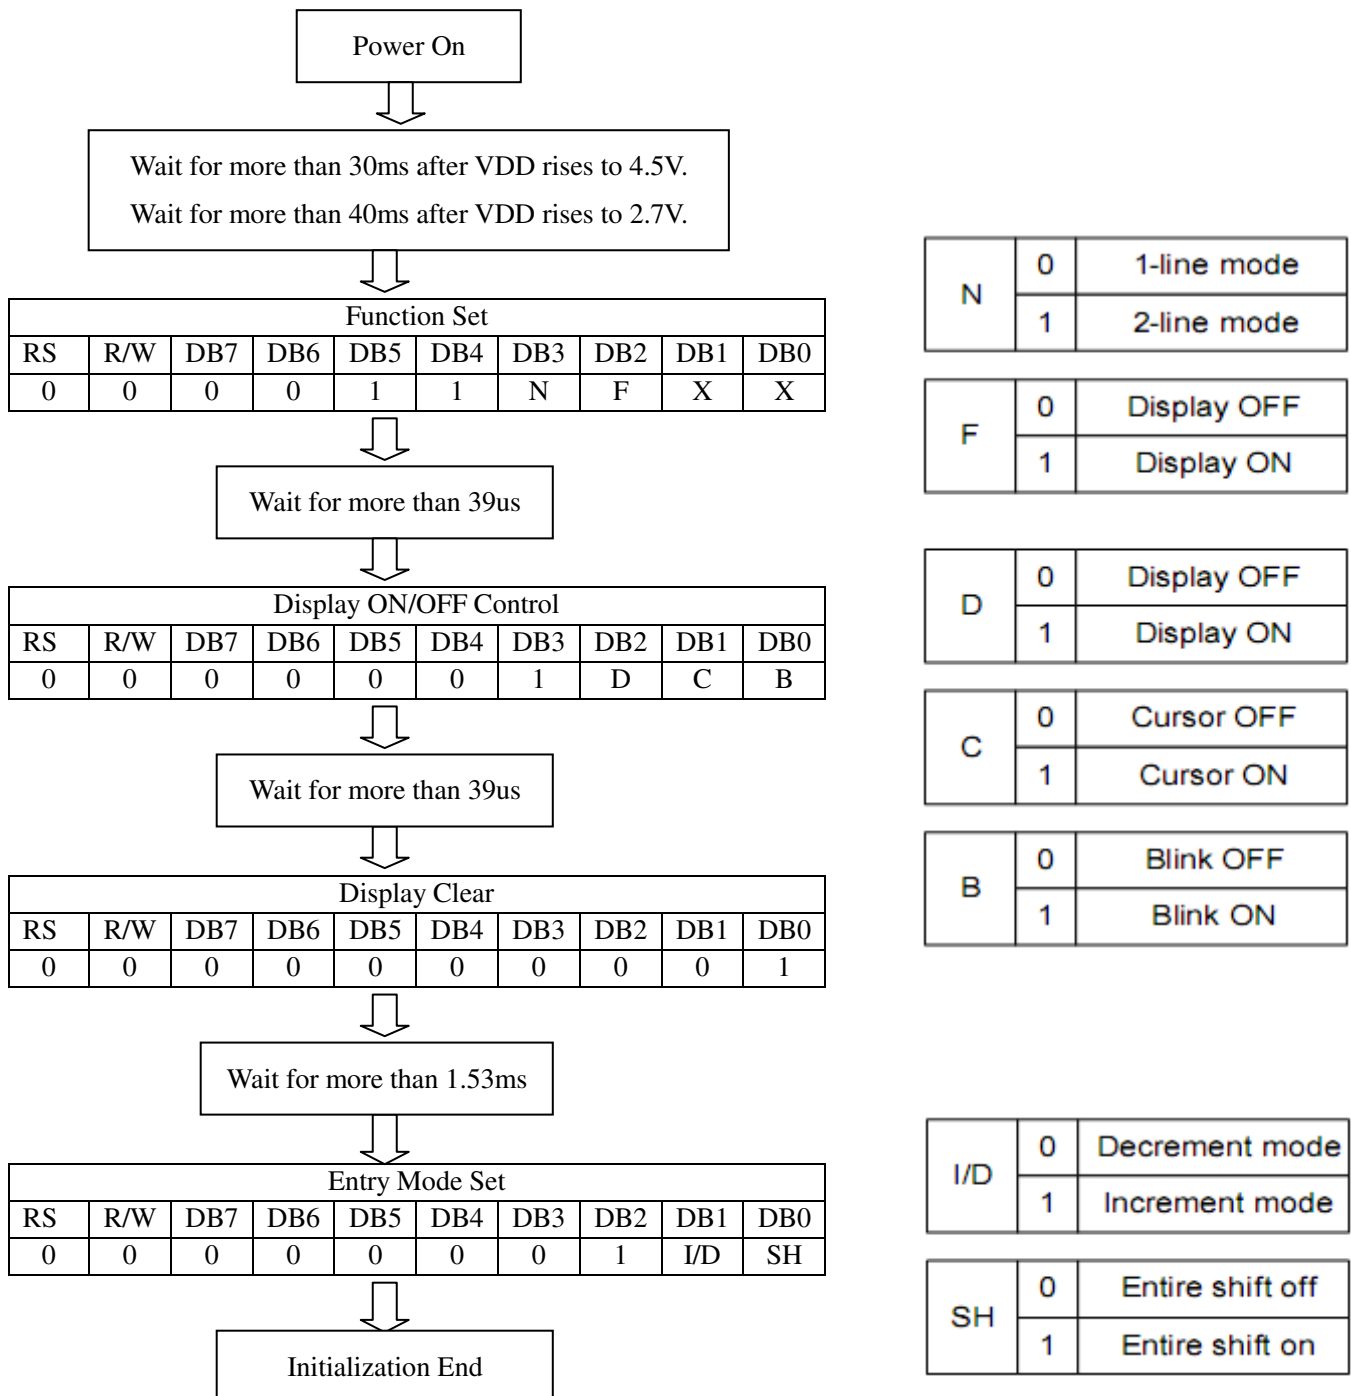 Power On
Wait for more than 30ms after VDD rises to 4.5V.
Wait for more than 40ms after VDD rises to 2.7V.
Function Set
RS R/W DB7 DB6 DB5 DB4 DB3 DB2 DB1 DB0
0 0 0 0 1 1 N F X X
Wait for more than 39us
Display ON/OFF Control
RS R/W DB7 DB6 DB5 DB4 DB3 DB2 DB1 DB0
0 0 0 0 0 0 1 D C B
Wait for more than 39us
Display Clear
RS R/W DB7 DB6 DB5 DB4 DB3 DB2 DB1 DB0
0 0 0 0 0 0 0 0 0 1
Wait for more than 1.53ms
Entry Mode Set
RS R/W DB7 DB6 DB5 DB4 DB3 DB2 DB1 DB0
0 0 0 0 0 0 0 1 I/D SH
Initialization End
N
0 1-line mode
1 2-line mode
F
0 Display OFF
1 Display ON
D
0 Display OFF
1 Display ON
C
0 Cursor OFF
1 Cursor ON
B
0 Blink OFF
1 Blink ON
I/D
0 Decrement mode
1 Increment mode
SH
0 Entire shift off
1 Entire shift on